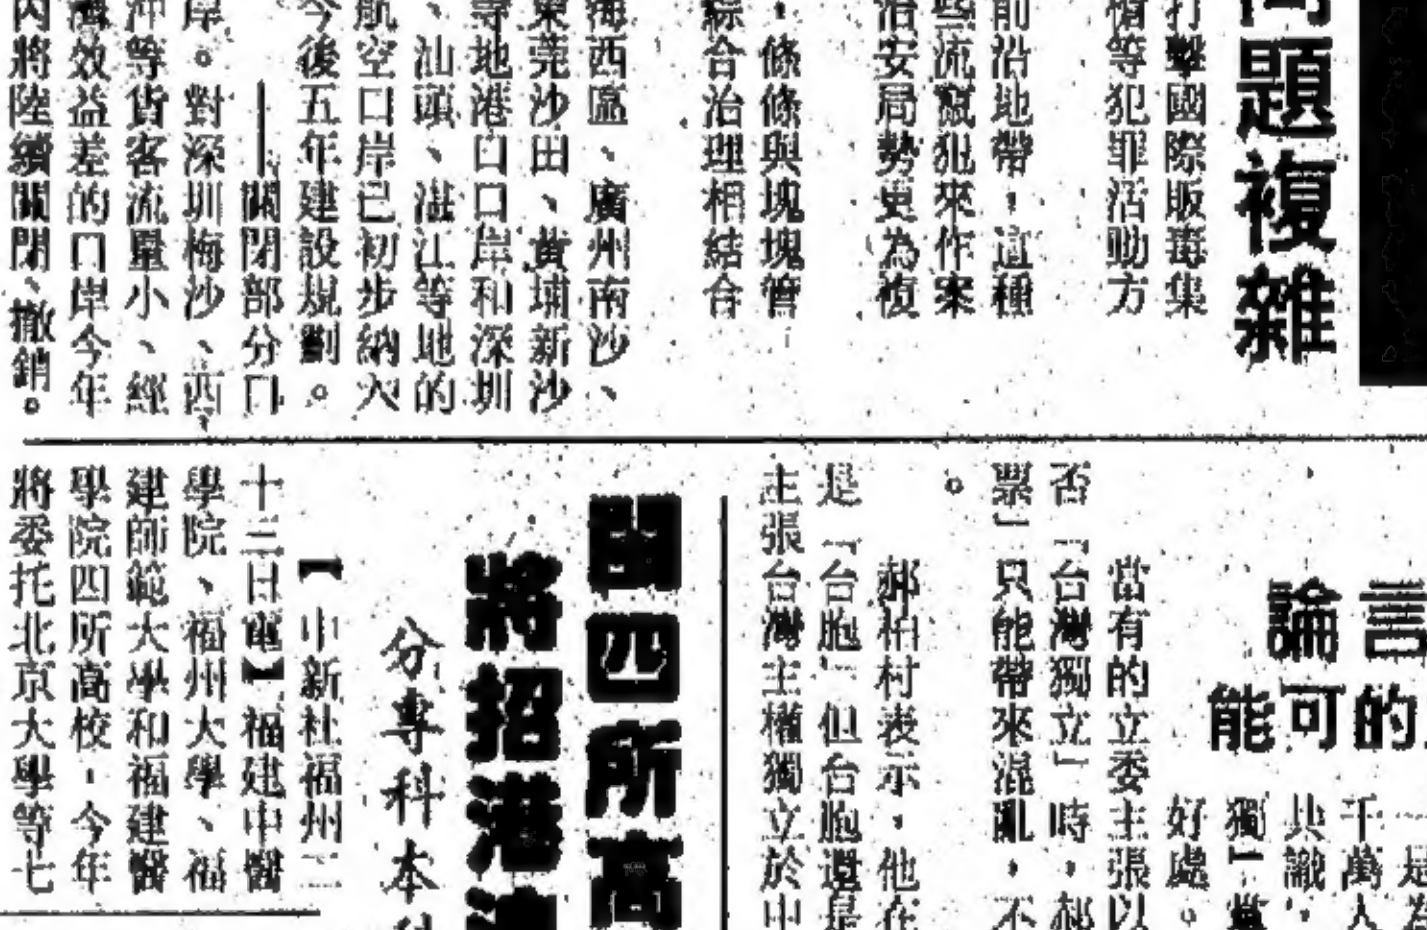 問題複雜
打擊國際販毒集
槍等犯罪活動方
前沿地帶，這種
些流竄犯來作案
治安局勢更為複
，條條與塊塊管
綜合治理相結合
海西區、廣州南沙、
東莞沙田、黃埔新沙
等地港口口岸和深圳
、汕頭、湛江等地的
航空口岸已初步納入
今後五年建設規劃。
——關閉部分口
岸。對深圳梅沙、西
沖等貨客流量小、經
濟效益差的口岸今年
內將陸續關閉、撤銷。
言
論
的
可
能
一是為
千萬人
共識，
獨」黨
好處。
當有的立委主張以
否「台灣獨立」時，郝
票」只能帶來混亂，不
。
郝柏村表示，他在
是「台胞」但台胞還是
主張台灣主權獨立於中
四所高
將招港
分專科本科
【中新社福州二
十三日電】福建中醫
學院、福州大學、福
建師範大學和福建醫
學院四所高校，今年
將委托北京大學等七